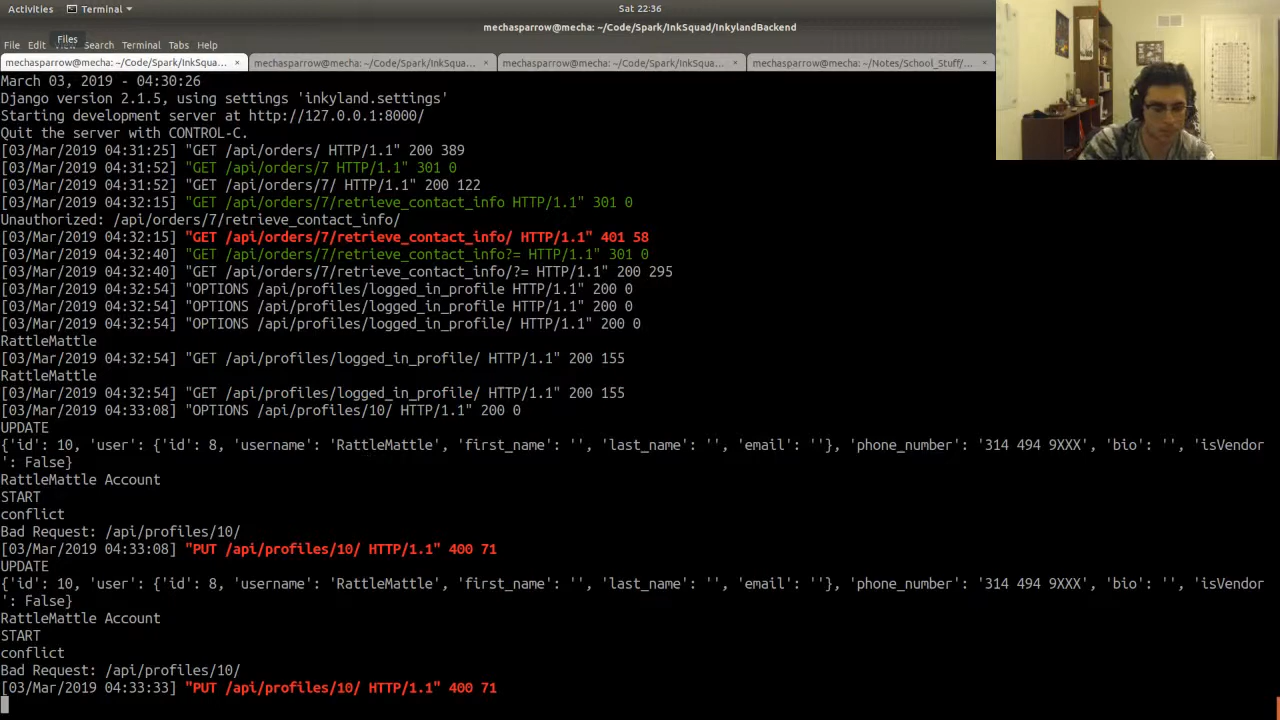 Activities Terminal Sat 22:36
mechasparrow@mecha: ~/Code/Spark/InkSquad/InkylandBackend
File Edit Search Terminal Tabs Help
Files
mechasparrow@mecha: ~/Code/Spark/InkSqua... × mechasparrow@mecha: ~/Code/Spark/InkSqua... × mechasparrow@mecha: ~/Code/Spark/InkSqua... × mechasparrow@mecha: ~/Notes/School_Stuff/... ×
March 03, 2019 - 04:30:26
Django version 2.1.5, using settings 'inkyland.settings'
Starting development server at http://127.0.0.1:8000/
Quit the server with CONTROL-C.
[03/Mar/2019 04:31:25] "GET /api/orders/ HTTP/1.1" 200 389
[03/Mar/2019 04:31:52] "GET /api/orders/7 HTTP/1.1" 301 0
[03/Mar/2019 04:31:52] "GET /api/orders/7/ HTTP/1.1" 200 122
[03/Mar/2019 04:32:15] "GET /api/orders/7/retrieve_contact_info HTTP/1.1" 301 0
Unauthorized: /api/orders/7/retrieve_contact_info/
[03/Mar/2019 04:32:15] "GET /api/orders/7/retrieve_contact_info/ HTTP/1.1" 401 58
[03/Mar/2019 04:32:40] "GET /api/orders/7/retrieve_contact_info?= HTTP/1.1" 301 0
[03/Mar/2019 04:32:40] "GET /api/orders/7/retrieve_contact_info/?= HTTP/1.1" 200 295
[03/Mar/2019 04:32:54] "OPTIONS /api/profiles/logged_in_profile HTTP/1.1" 200 0
[03/Mar/2019 04:32:54] "OPTIONS /api/profiles/logged_in_profile HTTP/1.1" 200 0
[03/Mar/2019 04:32:54] "OPTIONS /api/profiles/logged_in_profile/ HTTP/1.1" 200 0
RattleMattle
[03/Mar/2019 04:32:54] "GET /api/profiles/logged_in_profile/ HTTP/1.1" 200 155
RattleMattle
[03/Mar/2019 04:32:54] "GET /api/profiles/logged_in_profile/ HTTP/1.1" 200 155
[03/Mar/2019 04:33:08] "OPTIONS /api/profiles/10/ HTTP/1.1" 200 0
UPDATE
{'id': 10, 'user': {'id': 8, 'username': 'RattleMattle', 'first_name': '', 'last_name': '', 'email': ''}, 'phone_number': '314 494 9XXX', 'bio': '', 'isVendor
': False}
RattleMattle Account
START
conflict
Bad Request: /api/profiles/10/
[03/Mar/2019 04:33:08] "PUT /api/profiles/10/ HTTP/1.1" 400 71
UPDATE
{'id': 10, 'user': {'id': 8, 'username': 'RattleMattle', 'first_name': '', 'last_name': '', 'email': ''}, 'phone_number': '314 494 9XXX', 'bio': '', 'isVendor
': False}
RattleMattle Account
START
conflict
Bad Request: /api/profiles/10/
[03/Mar/2019 04:33:33] "PUT /api/profiles/10/ HTTP/1.1" 400 71